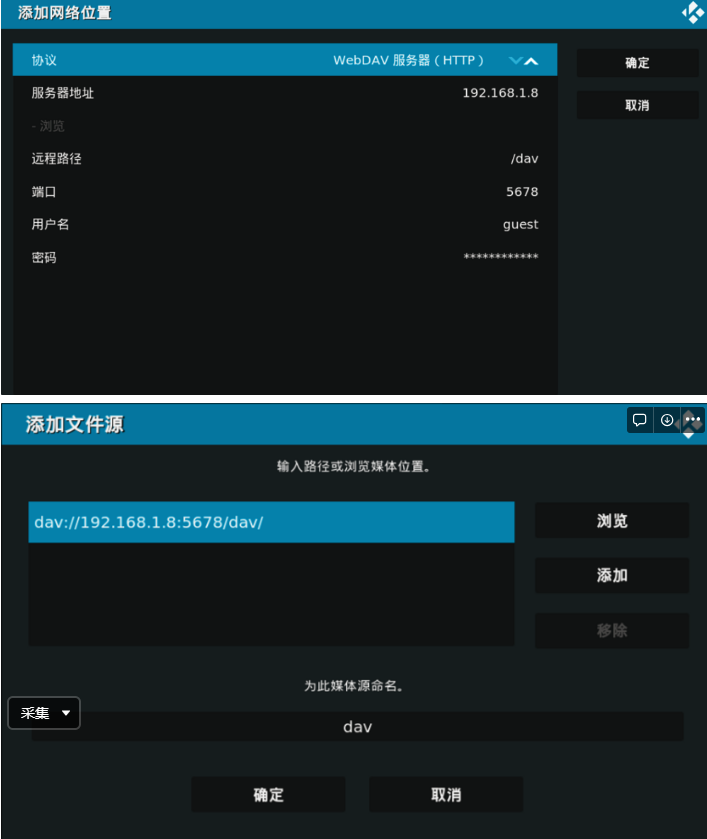 添加网络位置
协议 WebDAV 服务器 ( HTTP )
确定
服务器地址 192.168.1.8
取消
- 浏览
远程路径 /dav
端口 5678
用户名 guest
密码 ************
添加文件源
输入路径或浏览媒体位置。
dav://192.168.1.8:5678/dav/
浏览
添加
移除
为此媒体源命名。
采集
dav
确定 取消